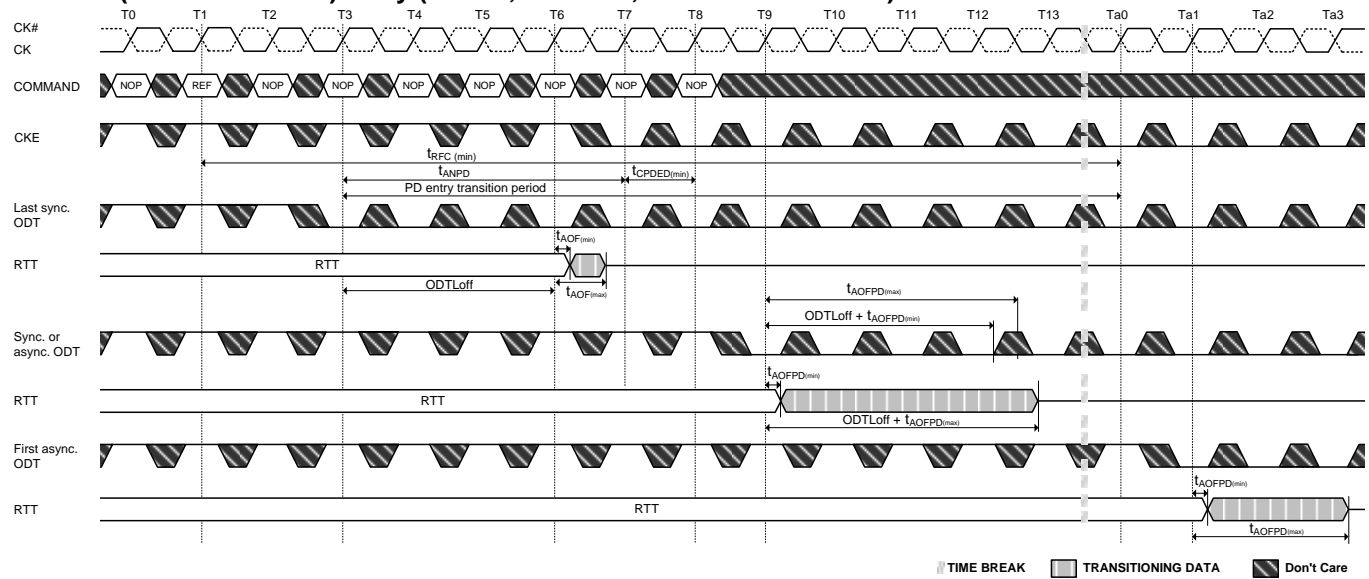 T0 T1 T2 T3 T4 T5 T6 T7 T8 T9 T10 T11 T12 T13 Ta0 Ta1 Ta2 Ta3
CK#
CK
COMMAND NOP REF NOP NOP NOP NOP NOP NOP NOP
CKE
tRFC (min)
tANPD tCPDED(min)
PD entry transition period
Last sync.
ODT
tAOF(min)
RTT RTT
ODTLoff tAOF(max)
tAOFPD(max)
ODTLoff + tAOFPD(min)
Sync. or
async. ODT
tAOFPD(min)
RTT RTT
ODTLoff + tAOFPD(max)
First async.
ODT
tAOFPD(min)
RTT RTT
tAOFPD(max)
TIME BREAK TRANSITIONING DATA Don't Care